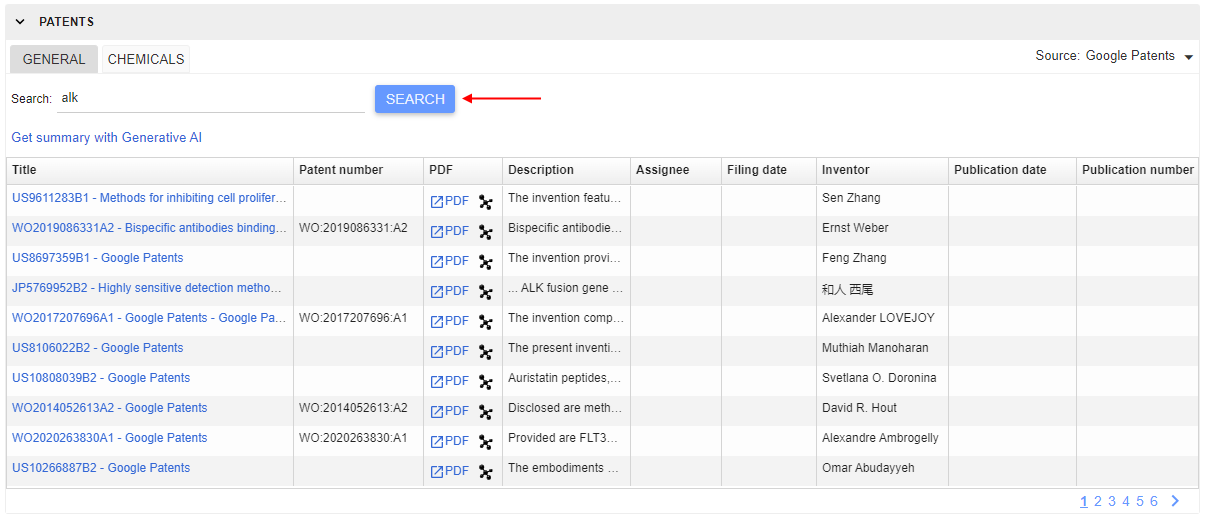 PATENTS
GENERAL CHEMICALS Source: Google Patents
Search: alk SEARCH
Get summary with Generative AI
Title Patent number PDF Description Assignee Filing date Inventor Publication date Publication number
US9611283B1 - Methods for inhibiting cell prolifer... PDF The invention featu... Sen Zhang
WO2019086331A2 - Bispecific antibodies binding... WO:2019086331:A2 PDF Bispecific antibodie... Ernst Weber
US8697359B1 - Google Patents PDF The invention provi... Feng Zhang
JP5769952B2 - Highly sensitive detection metho... PDF ... ALK fusion gene ... 和人 西尾
WO2017207696A1 - Google Patents - Google Pa... WO:2017207696:A1 PDF The invention comp... Alexander LOVEJOY
US8106022B2 - Google Patents PDF The present inventi... Muthiah Manoharan
US10808039B2 - Google Patents PDF Auristatin peptides,... Svetlana O. Doronina
WO2014052613A2 - Google Patents WO:2014052613:A2 PDF Disclosed are meth... David R. Hout
WO2020263830A1 - Google Patents WO:2020263830:A1 PDF Provided are FLT3... Alexandre Ambrogelly
US10266887B2 - Google Patents PDF The embodiments ... Omar Abudayyeh
1 2 3 4 5 6